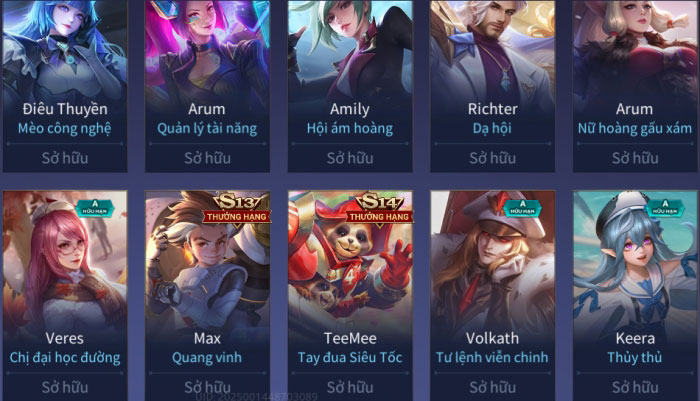 Điêu Thuyền
Mèo công nghệ
Sở hữu
Arum
Quản lý tài năng
Sở hữu
Amily
Hội ám hoàng
Sở hữu
Richter
Dạ hội
Sở hữu
Arum
Nữ hoàng gấu xám
Sở hữu
A
HỮU HẠN
Veres
Chị đại học đường
Sở hữu
S13
THƯỞNG HẠNG
Max
Quang vinh
Sở hữu
S14
THƯỞNG HẠNG
TeeMee
Tay đua Siêu Tốc
Sở hữu
A
HỮU HẠN
Volkath
Tư lệnh viễn chinh
Sở hữu
A
HỮU HẠN
Keera
Thủy thủ
Sở hữu
UID: 2025001448703089